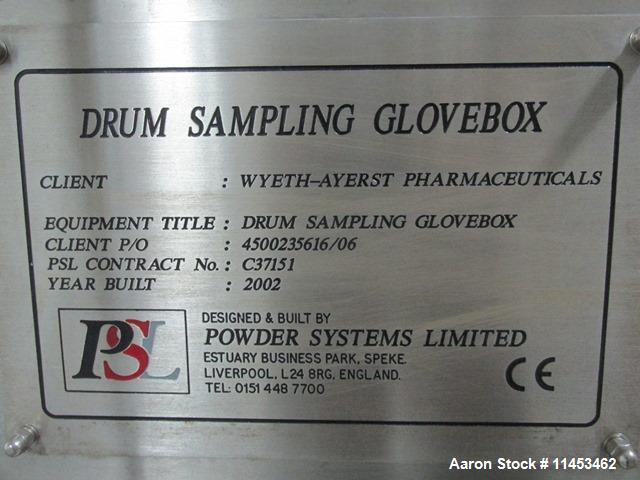 DRUM SAMPLING GLOVEBOX
CLIENT : WYETH-AYERST PHARMACEUTICALS
EQUIPMENT TITLE : DRUM SAMPLING GLOVEBOX
CLIENT P/O : 4500235616/06
PSL CONTRACT No. : C37151
YEAR BUILT : 2002
PSL
DESIGNED & BUILT BY
POWDER SYSTEMS LIMITED
ESTUARY BUSINESS PARK, SPEKE.
LIVERPOOL, L24 8RG, ENGLAND.
TEL: 0151 448 7700
CE
Aaron Stock # 11453462